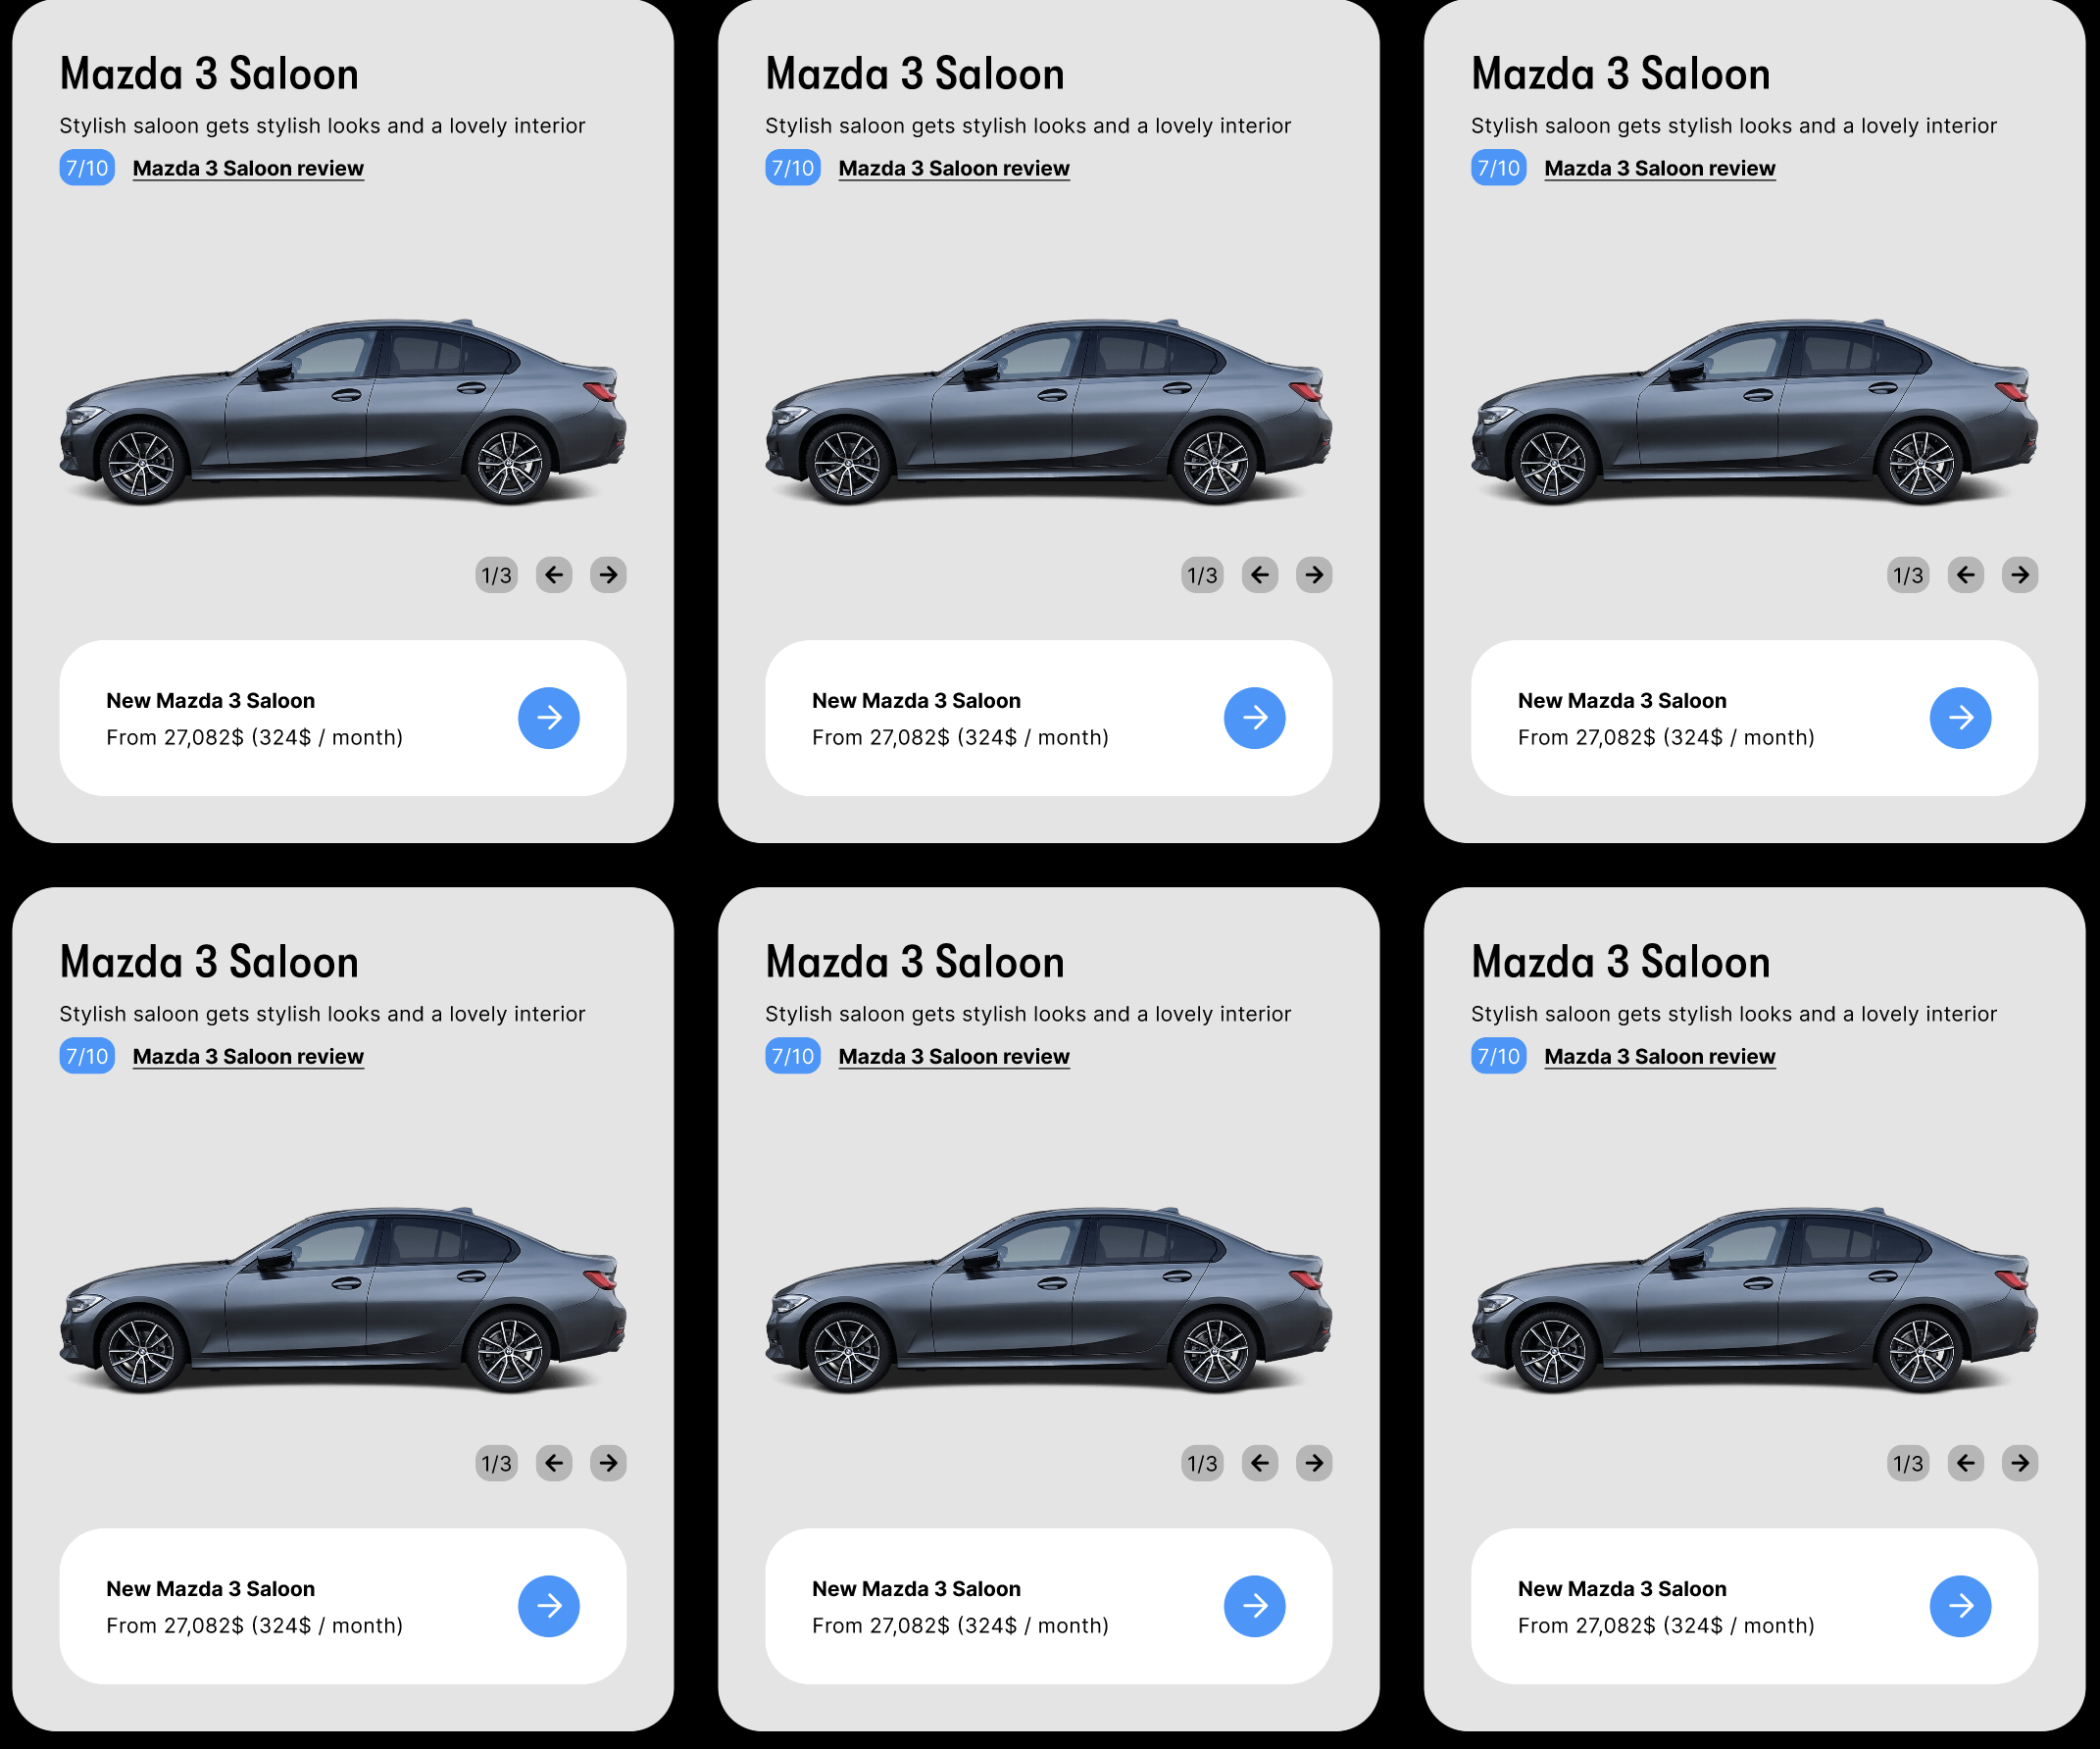 Mazda 3 Saloon
Stylish saloon gets stylish looks and a lovely interior
7/10 Mazda 3 Saloon review
1/3
New Mazda 3 Saloon
From 27,082$ (324$ / month)
Mazda 3 Saloon
Stylish saloon gets stylish looks and a lovely interior
7/10 Mazda 3 Saloon review
1/3
New Mazda 3 Saloon
From 27,082$ (324$ / month)
Mazda 3 Saloon
Stylish saloon gets stylish looks and a lovely interior
7/10 Mazda 3 Saloon review
1/3
New Mazda 3 Saloon
From 27,082$ (324$ / month)
Mazda 3 Saloon
Stylish saloon gets stylish looks and a lovely interior
7/10 Mazda 3 Saloon review
1/3
New Mazda 3 Saloon
From 27,082$ (324$ / month)
Mazda 3 Saloon
Stylish saloon gets stylish looks and a lovely interior
7/10 Mazda 3 Saloon review
1/3
New Mazda 3 Saloon
From 27,082$ (324$ / month)
Mazda 3 Saloon
Stylish saloon gets stylish looks and a lovely interior
7/10 Mazda 3 Saloon review
1/3
New Mazda 3 Saloon
From 27,082$ (324$ / month)